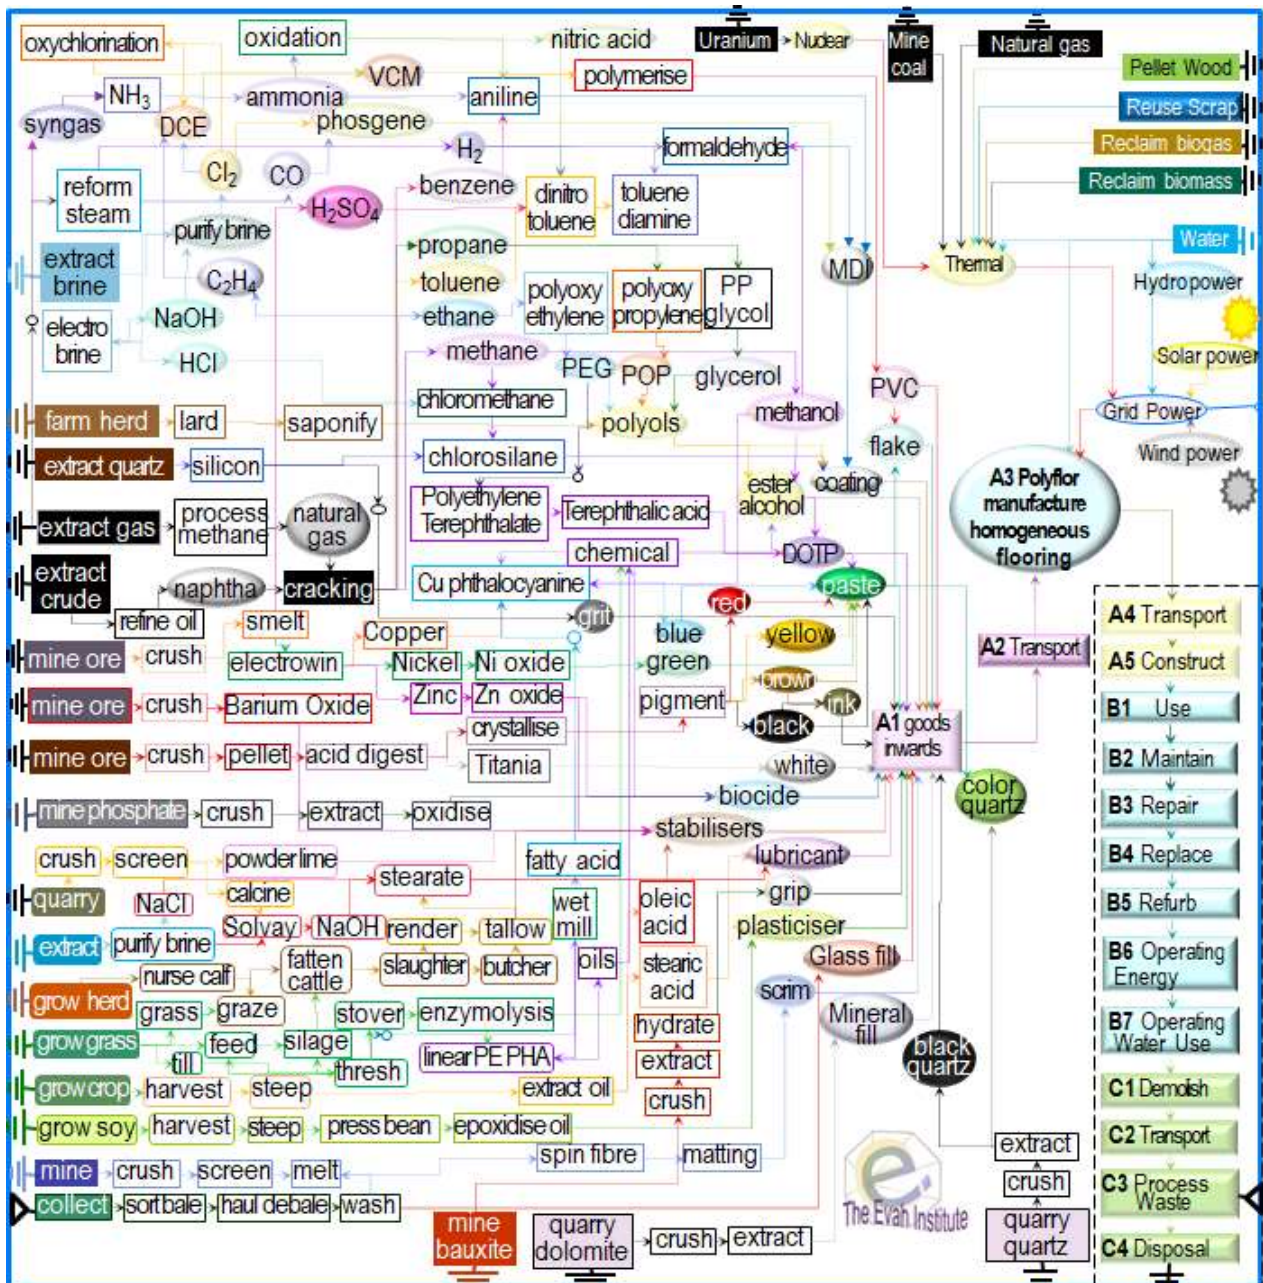 oxychlorination
oxidation
nitric acid
Uranium
Nuclear
Mine
coal
Natural gas
Pellet Wood
VCM
polymerise
NH3
ammonia
aniline
Reuse Scrap
syngas
DCE
phosgene
Reclaim biogas
H2
formaldehyde
Cl2
CO
benzene
Reclaim biomass
reform
steam
H2SO4
dinitro
toluene
toluene
diamine
purify brine
propane
Water
extract
brine
C2H4
toluene
MDI
Thermal
Hydro power
polyoxy
ethylene
polyoxy
propylene
PP
glycol
electro
brine
NaOH
ethane
Solar power
HCl
methane
PEG
POP
glycerol
PVC
chloromethane
methanol
Grid Power
farm herd
lard
saponify
polyols
flake
Wind power
extract quartz
silicon
chlorosilane
ester
alcohol
coating
A3 Polyflor
manufacture
homogeneous
flooring
Polyethylene
Terephthalate
Terephthalic acid
extract gas
process
methane
natural
gas
chemical
DOTP
extract
crude
naphtha
cracking
Cu phthalocyanine
paste
refine oil
smelt
grit
red
Copper
blue
green
yellow
A4 Transport
mine ore
crush
electrowin
Nickel
Ni oxide
A2 Transport
A5 Construct
brown
Zinc
Zn oxide
pigment
ink
B1 Use
mine ore
crush
Barium Oxide
crystallise
black
A1 goods
inwards
mine ore
crush
pellet
acid digest
Titania
white
B2 Maintain
biocide
color
quartz
B3 Repair
mine phosphate
crush
extract
oxidise
stabilisers
crush
screen
powder lime
fatty acid
lubricant
B4 Replace
quarry
calcine
stearate
grip
NaCl
wet
mill
oleic
acid
B5 Refurb
Solvay
NaOH
render
tallow
plasticiser
extract
purify brine
Glass fill
B6 Operating
Energy
nurse calf
fatten
cattle
slaughter
butcher
oils
stearic
acid
scrim
grow herd
grass
graze
stover
enzymolysis
hydrate
Mineral
fill
B7 Operating
Water Use
grow grass
till
feed
silage
thresh
linear PE PHA
extract
black
quartz
grow crop
harvest
steep
extract oil
crush
C1 Demolish
grow soy
harvest
steep
press bean
epoxidise oil
C2 Transport
mine
crush
screen
melt
spin fibre
matting
extract
crush
C3 Process
Waste
collect
sort bale
haul debale
wash
e
The Evah Institute
mine
bauxite
quarry
dolomite
crush
extract
quarry
quartz
C4 Disposal